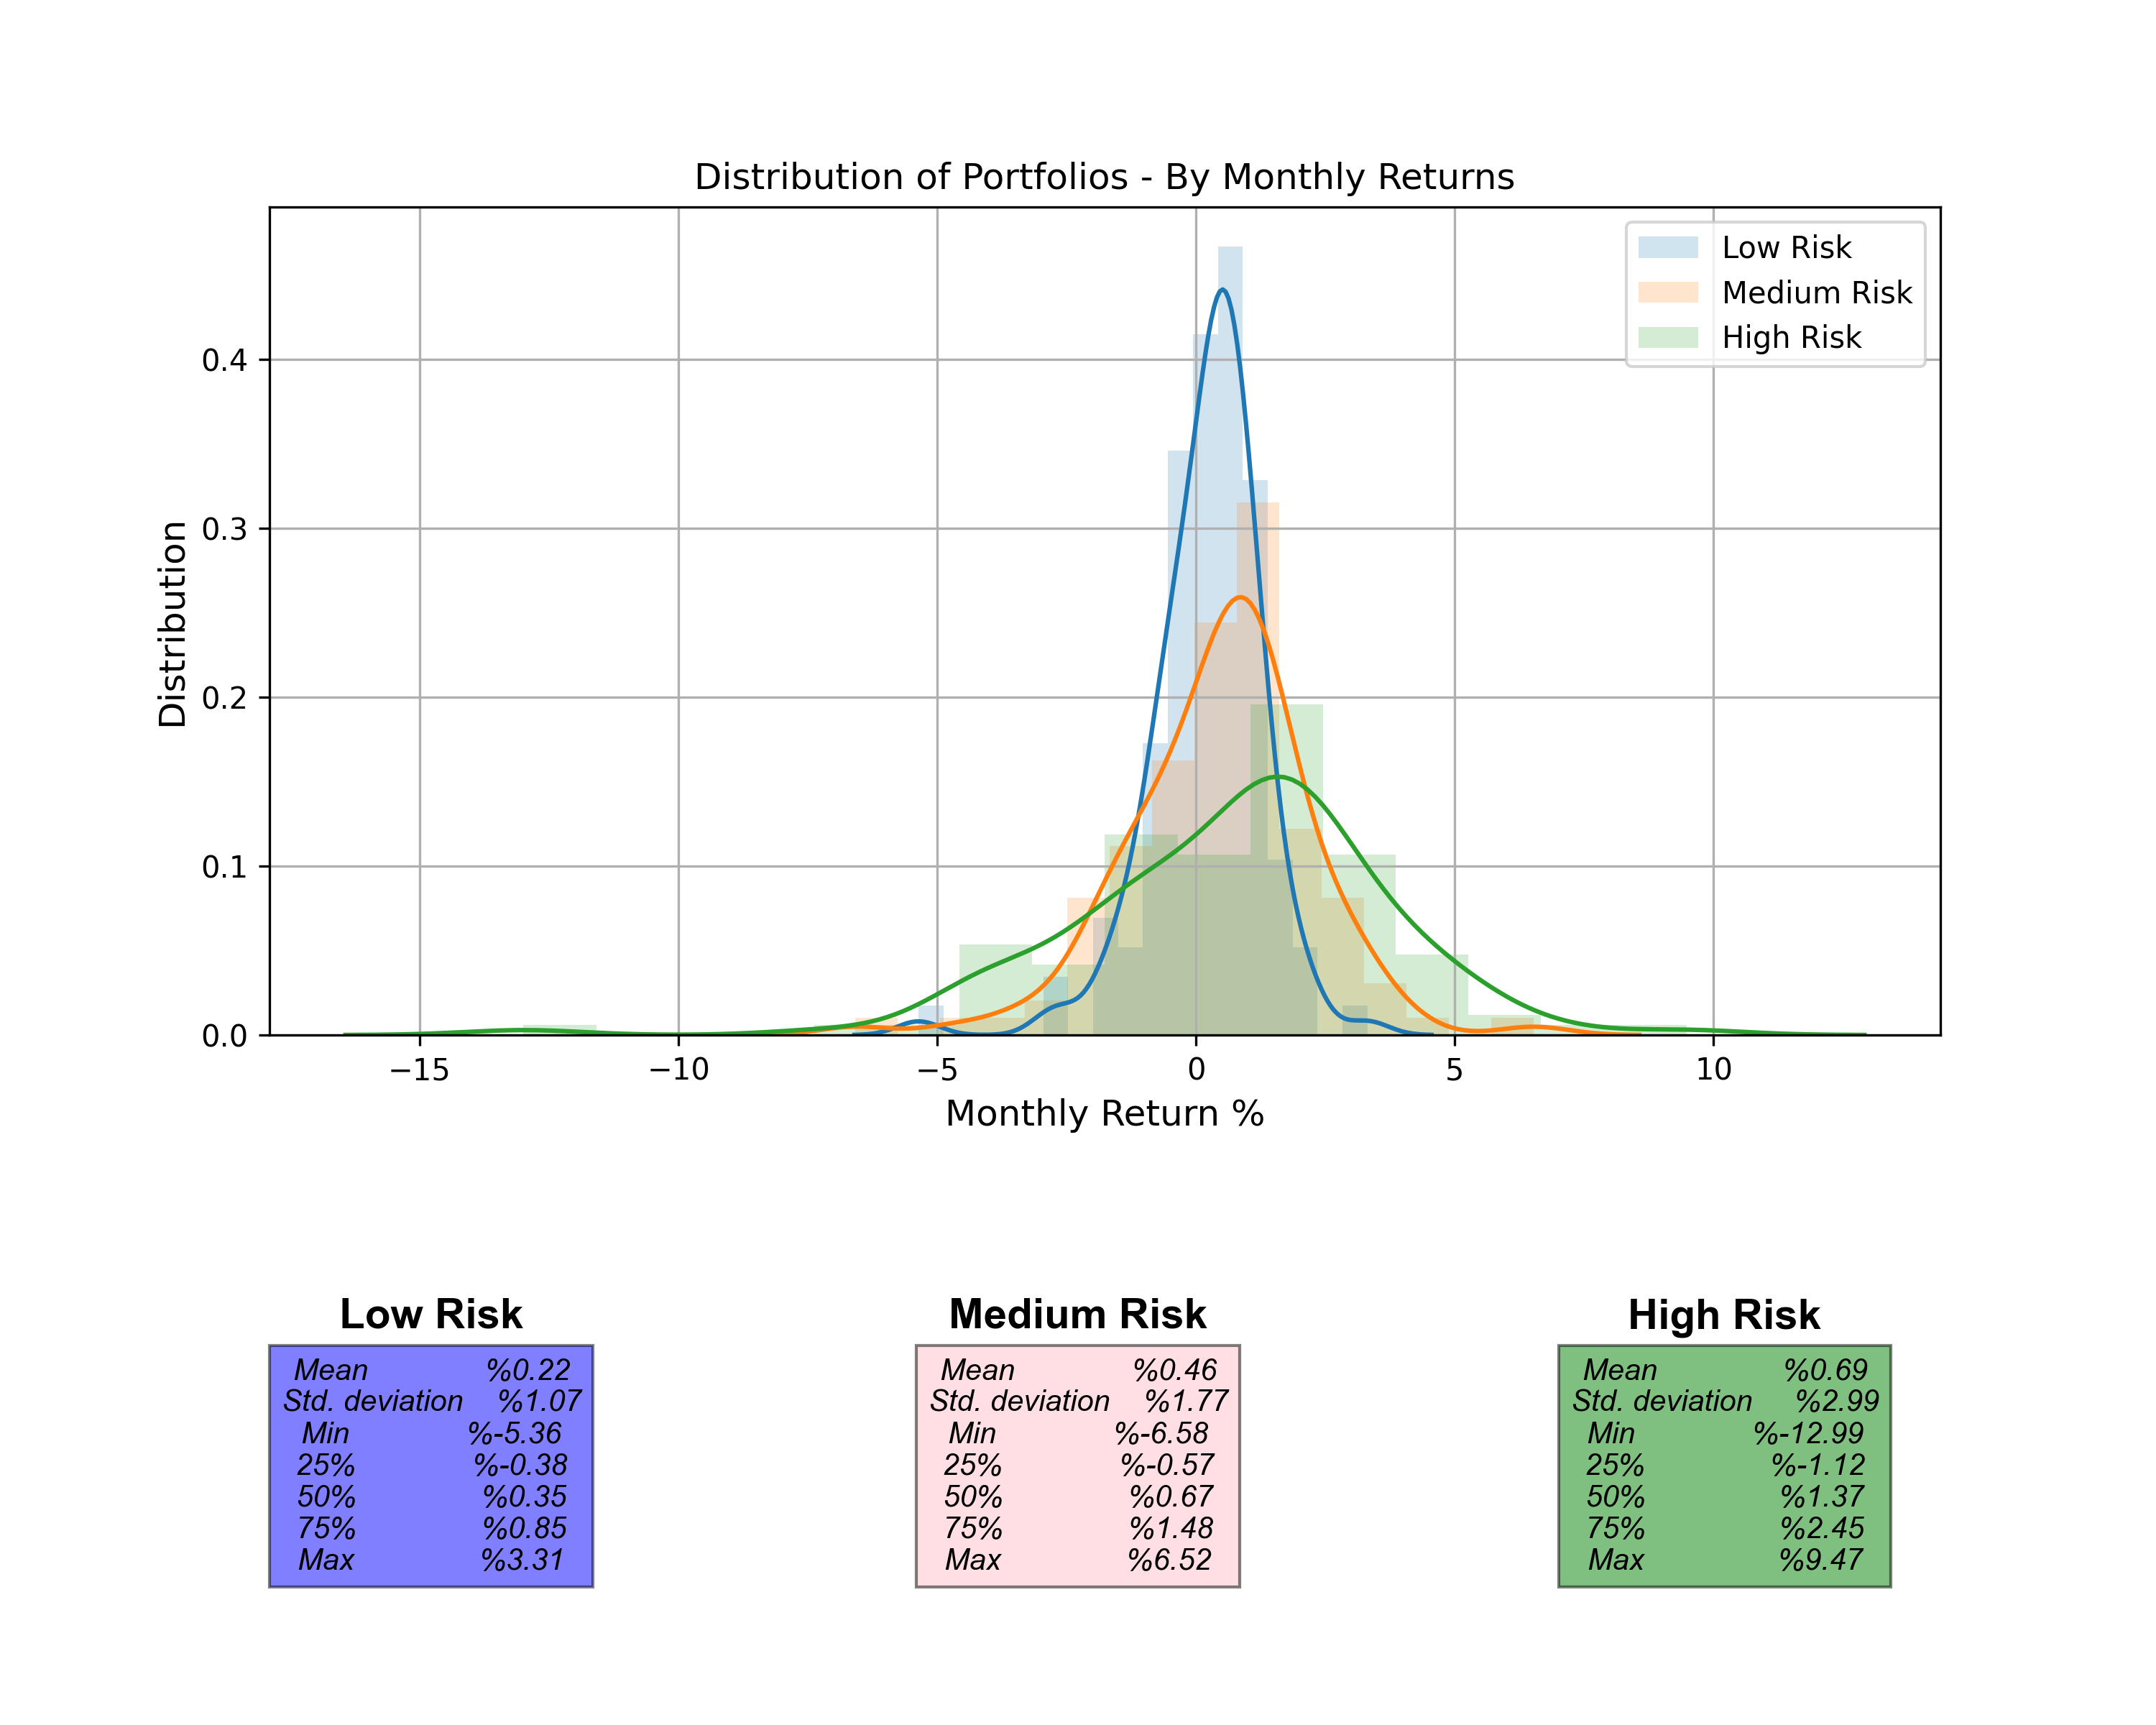 Distribution of Portfolios - By Monthly Returns
Low Risk
Medium Risk
High Risk
Distribution
0.4
0.3
0.2
0.1
0.0
−15 −10 −5 0 5 10
Monthly Return %
Low Risk
Mean %0.22
Std. deviation %1.07
Min %-5.36
25% %-0.38
50% %0.35
75% %0.85
Max %3.31
Medium Risk
Mean %0.46
Std. deviation %1.77
Min %-6.58
25% %-0.57
50% %0.67
75% %1.48
Max %6.52
High Risk
Mean %0.69
Std. deviation %2.99
Min %-12.99
25% %-1.12
50% %1.37
75% %2.45
Max %9.47